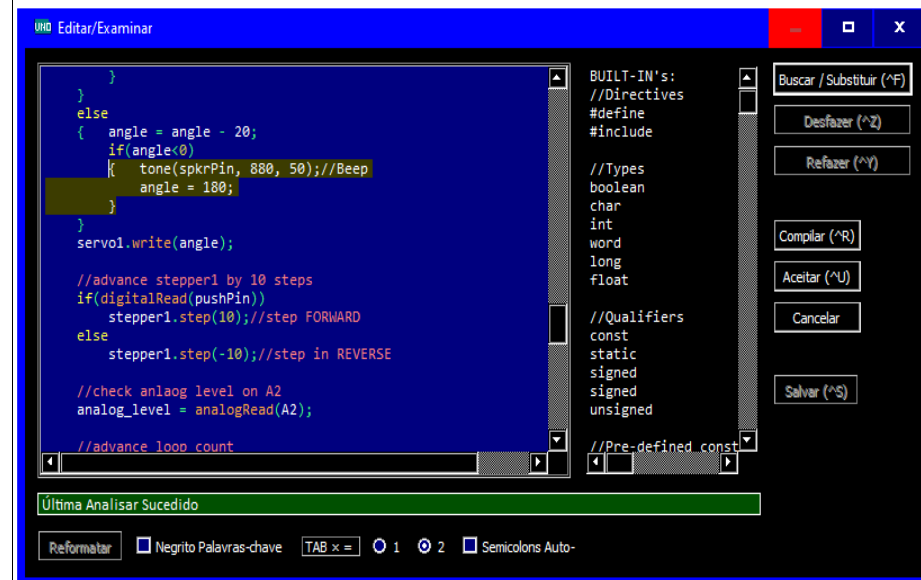 UNO Editar/Examinar
X
}
}
else
{ angle = angle - 20;
if(angle<0)
{ tone(spkrPin, 880, 50);//Beep
angle = 180;
}
}
servo1.write(angle);
//advance stepper1 by 10 steps
if(digitalRead(pushPin))
stepper1.step(10);//step FORWARD
else
stepper1.step(-10);//step in REVERSE
//check anlaog level on A2
analog_level = analogRead(A2);
//advance loop count
BUILT-IN's:
//Directives
#define
#include
//Types
boolean
char
int
word
long
float
//Qualifiers
const
static
signed
signed
unsigned
//Pre-defined const
Buscar / Substituir (^F)
Desfazer (^Z)
Refazer (^Y)
Compilar (^R)
Aceitar (^U)
Cancelar
Salvar (^S)
Última Analisar Sucedido
Reformatar
Negrito Palavras-chave
TAB × =
1
2
Semicolons Auto-